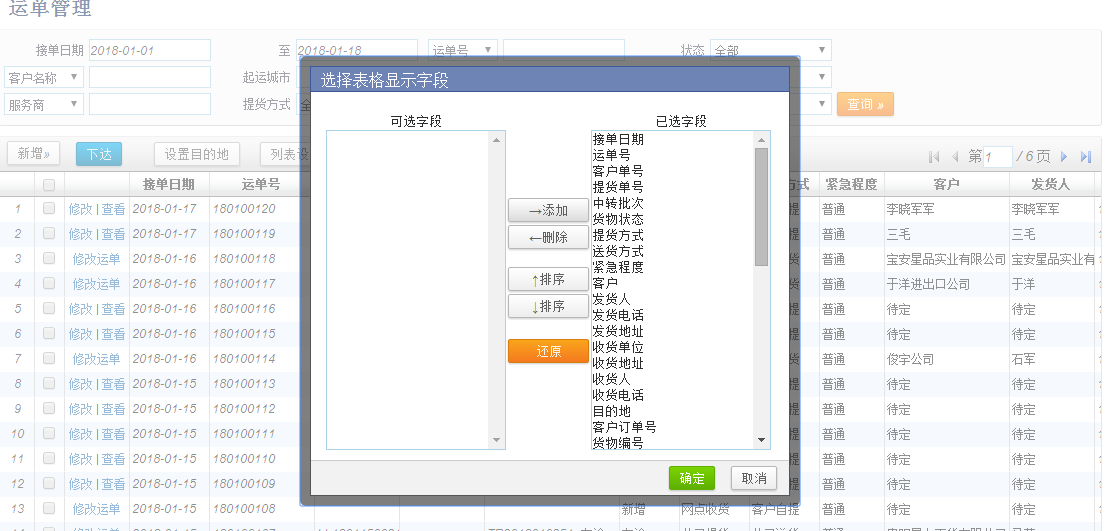 运单管理
接单日期 2018-01-01 至 2018-01-18 运单号 状态 全部
客户名称 起运城市
服务商 提货方式 查询 »
选择表格显示字段
可选字段 已选字段
接单日期
运单号
客户单号
提货单号
中转批次
货物状态
提货方式
送货方式
紧急程度
客户
发货人
发货电话
发货地址
收货单位
收货地址
收货人
收货电话
目的地
客户订单号
货物编号
→添加
←删除
↑排序
↓排序
还原
确定 取消
新增» 下达 设置目的地 列表设
第 1 / 6 页
接单日期 运单号 方式 紧急程度 客户 发货人
1 修改 | 查看 2018-01-17 180100120 提 普通 李晓军军 李晓军军
2 修改 | 查看 2018-01-17 180100119 提 普通 三毛 三毛
3 修改运单 2018-01-16 180100118 货 普通 宝安星品实业有限公司 宝安星品实业有
4 修改运单 2018-01-16 180100117 货 普通 于洋进出口公司 于洋
5 修改 | 查看 2018-01-16 180100116 提 普通 待定 待定
6 修改 | 查看 2018-01-16 180100115 提 普通 待定 待定
7 修改运单 2018-01-16 180100114 货 普通 俊宇公司 石军
8 修改 | 查看 2018-01-15 180100113 提 普通 待定 待定
9 修改 | 查看 2018-01-15 180100112 提 普通 待定 待定
10 修改 | 查看 2018-01-15 180100111 提 普通 待定 待定
11 修改 | 查看 2018-01-15 180100110 提 普通 待定 待定
12 修改 | 查看 2018-01-15 180100109 提 普通 待定 待定
13 修改运单 2018-01-15 180100108 新增 网点收货 客户自提 普通 待定 待定